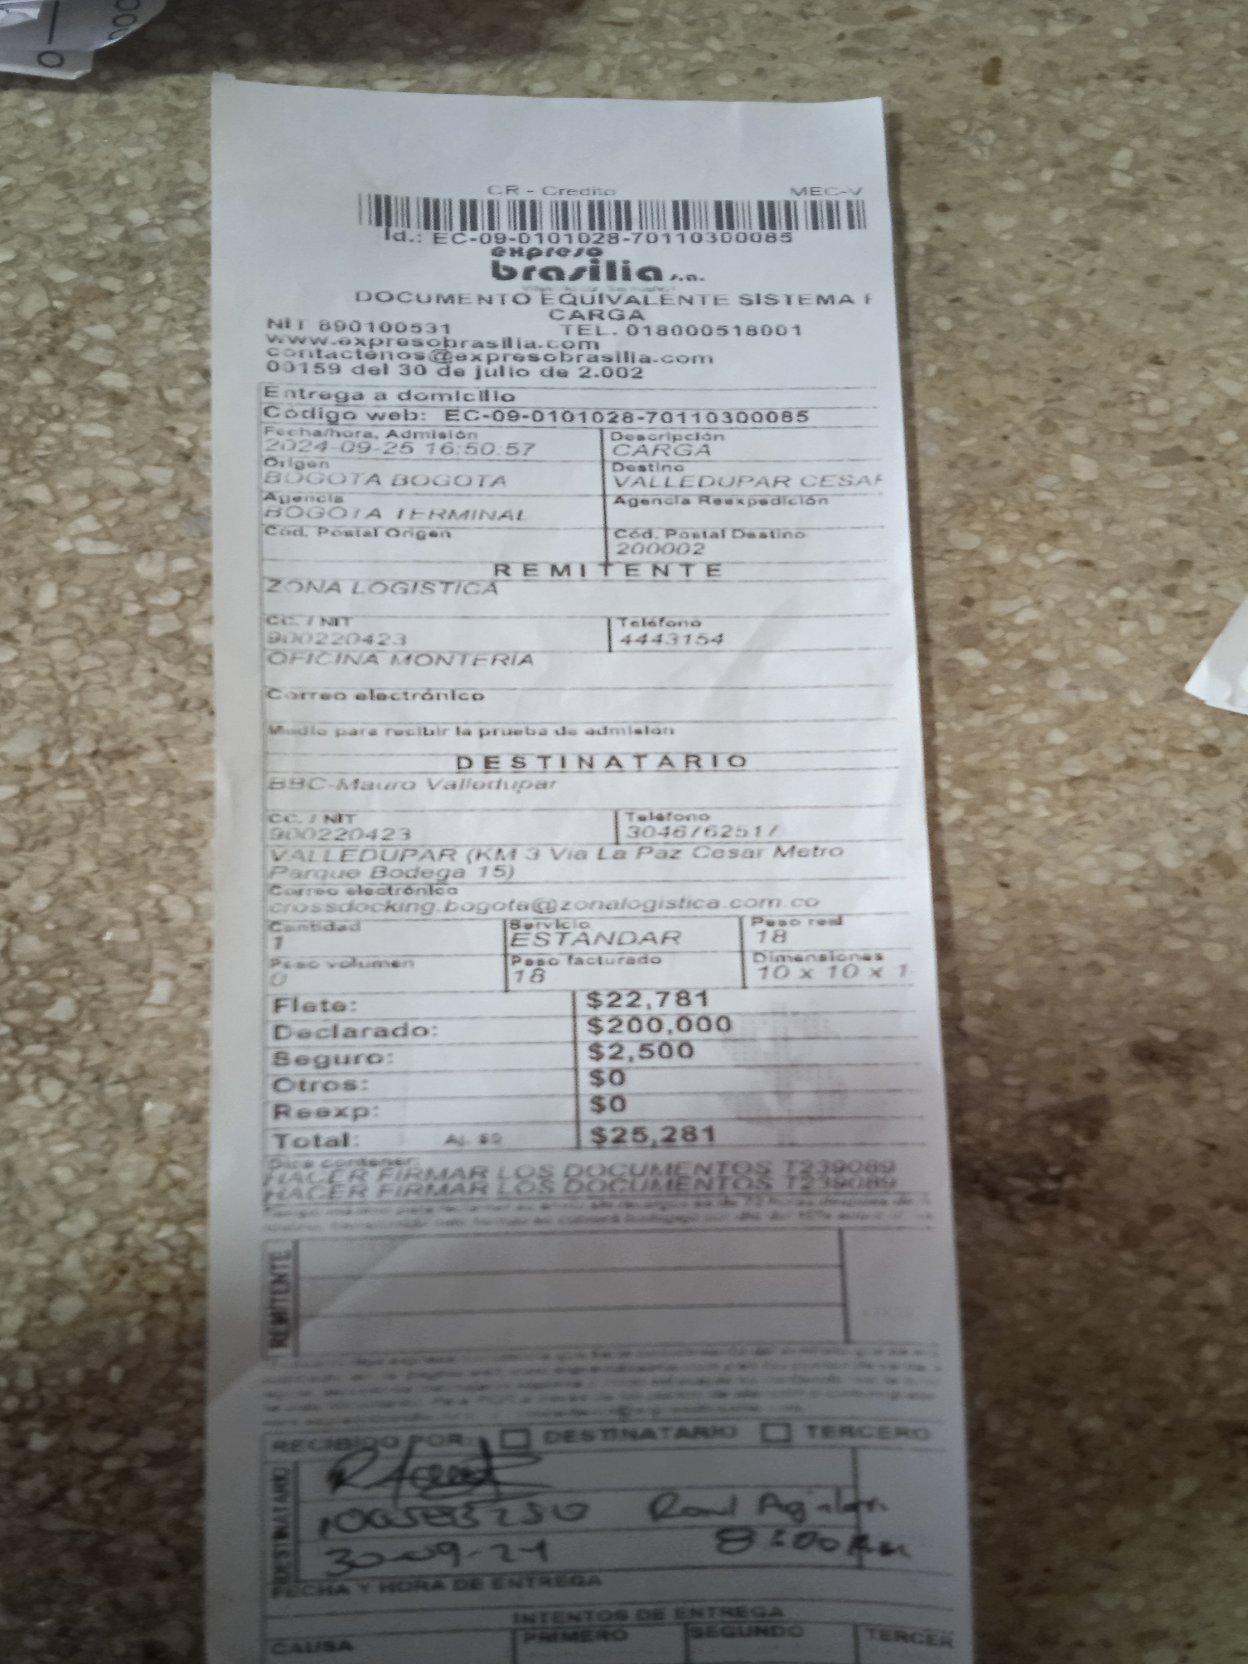 CR - Credito MEC-V
Id.: EC-09-0101028-70110300085
expreso
brasilia s.a.
DOCUMENTO EQUIVALENTE SISTEMA
CARGA
NIT 890100531 TEL. 018000518001
www.expresobrasilia.com
contactenos@expresobrasilia.com
00159 del 30 de julio de 2.002
Entrega a domicilio
Código web: EC-09-0101028-70110300085
Fecha/hora, Admisión Descripción
2024-09-25 16:50:57 CARGA
Origen Destino
BOGOTA BOGOTA VALLEDUPAR CESAR
Agencia Agencia Reexpedición
BOGOTA TERMINAL
Cód. Postal Origen Cód. Postal Destino
200002
REMITENTE
ZONA LOGISTICA
CC. / NIT Teléfono
900220423 4443154
OFICINA MONTERIA
Correo electrónico
Medio para recibir la prueba de admisión
DESTINATARIO
BBC-Mauro Valledupar
CC. / NIT Teléfono
900220423 3046762517
VALLEDUPAR (KM 3 Via La Paz Cesar Metro
Parque Bodega 15)
Correo electrónico
crossdocking.bogota@zonalogistica.com.co
Cantidad Servicio Peso real
1 ESTANDAR 18
Peso volumen Peso facturado Dimensiones
0 18 10 x 10 x 1
Flete: $22,781
Declarado: $200,000
Seguro: $2,500
Otros: $0
Reexp: $0
Total: Aj. $0 $25,281
Dice contener:
HACER FIRMAR LOS DOCUMENTOS T239089
HACER FIRMAR LOS DOCUMENTOS T239089
REMITENTE
RECIBIDO POR: DESTINATARIO TERCERO
DESTINATARIO
Raul Aguilar
30-09-24 8:00 am
FECHA Y HORA DE ENTREGA
INTENTOS DE ENTREGA
CAUSA PRIMERO SEGUNDO TERCER